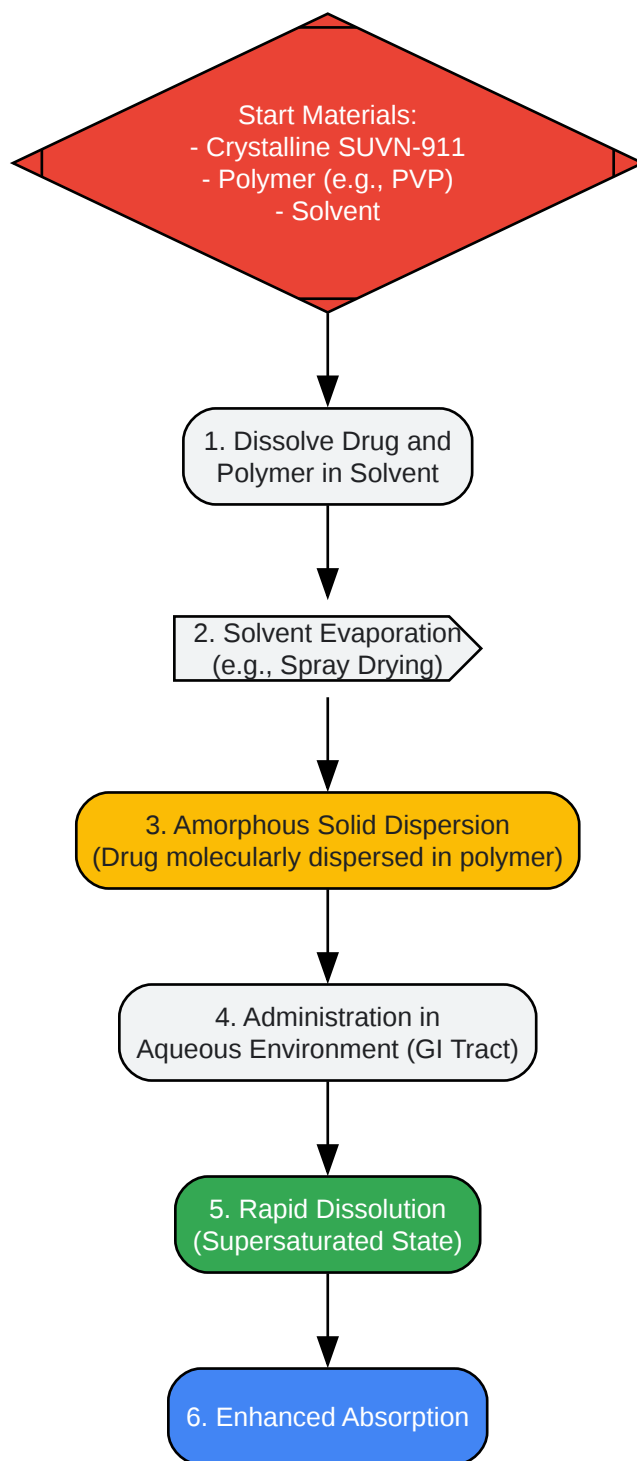 Start Materials:
- Crystalline SUVN-911
- Polymer (e.g., PVP)
- Solvent
1. Dissolve Drug and
Polymer in Solvent
2. Solvent Evaporation
(e.g., Spray Drying)
3. Amorphous Solid Dispersion
(Drug molecularly dispersed in polymer)
4. Administration in
Aqueous Environment (GI Tract)
5. Rapid Dissolution
(Supersaturated State)
6. Enhanced Absorption